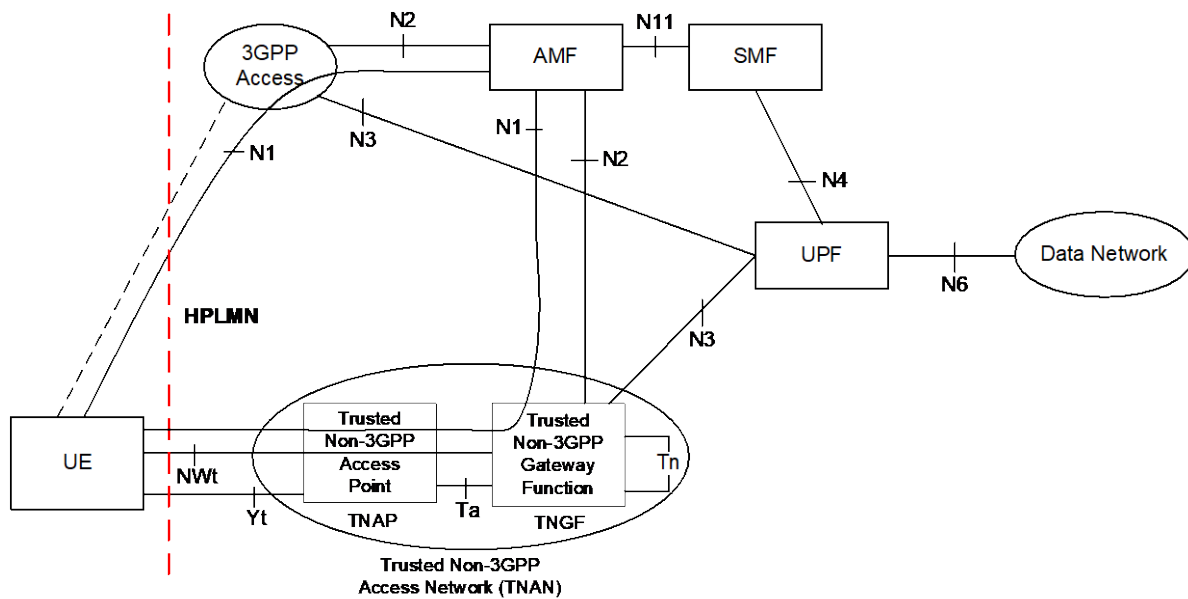 N2
N11
3GPP
Access
AMF
SMF
N1
N3
N1
N2
N4
UPF
Data Network
N6
HPLMN
N3
UE
NWt
Yt
Trusted
Non-3GPP
Access
Point
Ta
Trusted
Non-3GPP
Gateway
Function
Tn
TNAP
TNGF
Trusted Non-3GPP
Access Network (TNAN)